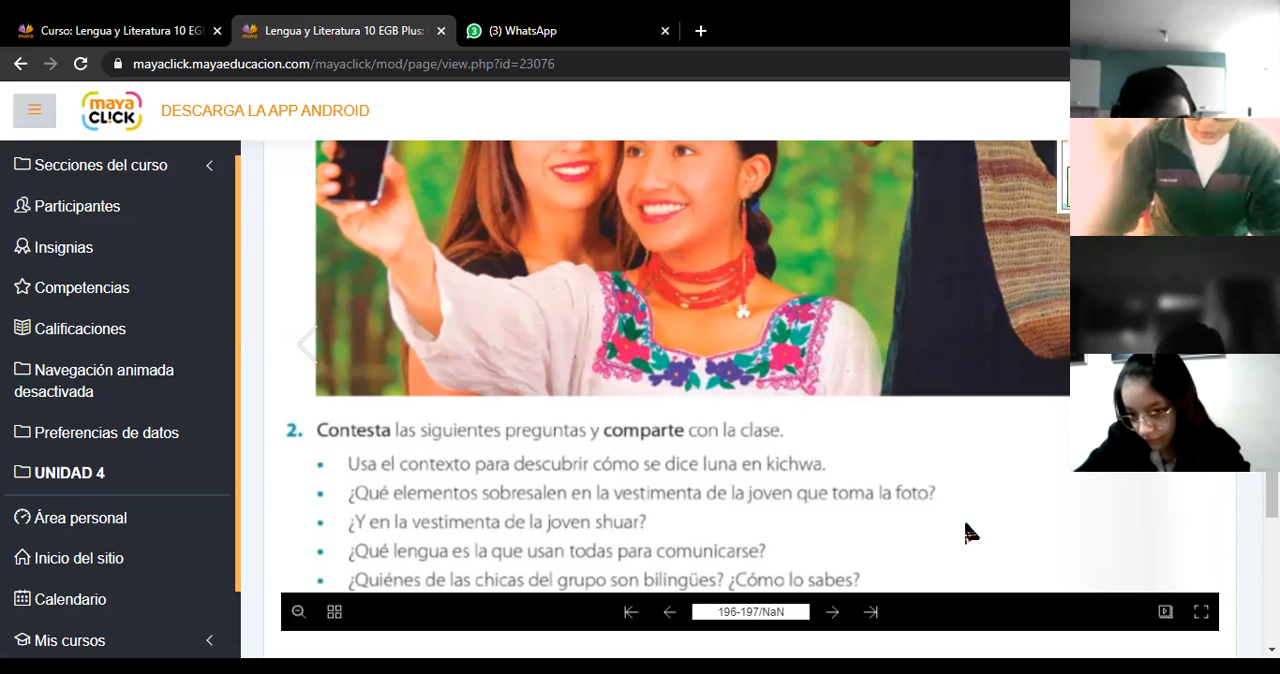 Curso: Lengua y Literatura 10 EG
Lengua y Literatura 10 EGB Plus:
3
(3) WhatsApp
mayaclick.mayaeducacion.com/mayaclick/mod/page/view.php?id=23076
maya
CL!CK
DESCARGA LA APP ANDROID
Secciones del curso
Participantes
Insignias
Competencias
Calificaciones
Navegación animada
desactivada
Preferencias de datos
UNIDAD 4
Área personal
Inicio del sitio
Calendario
Mis cursos
2. Contesta las siguientes preguntas y comparte con la clase.
• Usa el contexto para descubrir cómo se dice luna en kichwa.
• ¿Qué elementos sobresalen en la vestimenta de la joven que toma la foto?
• ¿Y en la vestimenta de la joven shuar?
• ¿Qué lengua es la que usan todas para comunicarse?
• ¿Quiénes de las chicas del grupo son bilingües? ¿Cómo lo sabes?
196-197/NaN